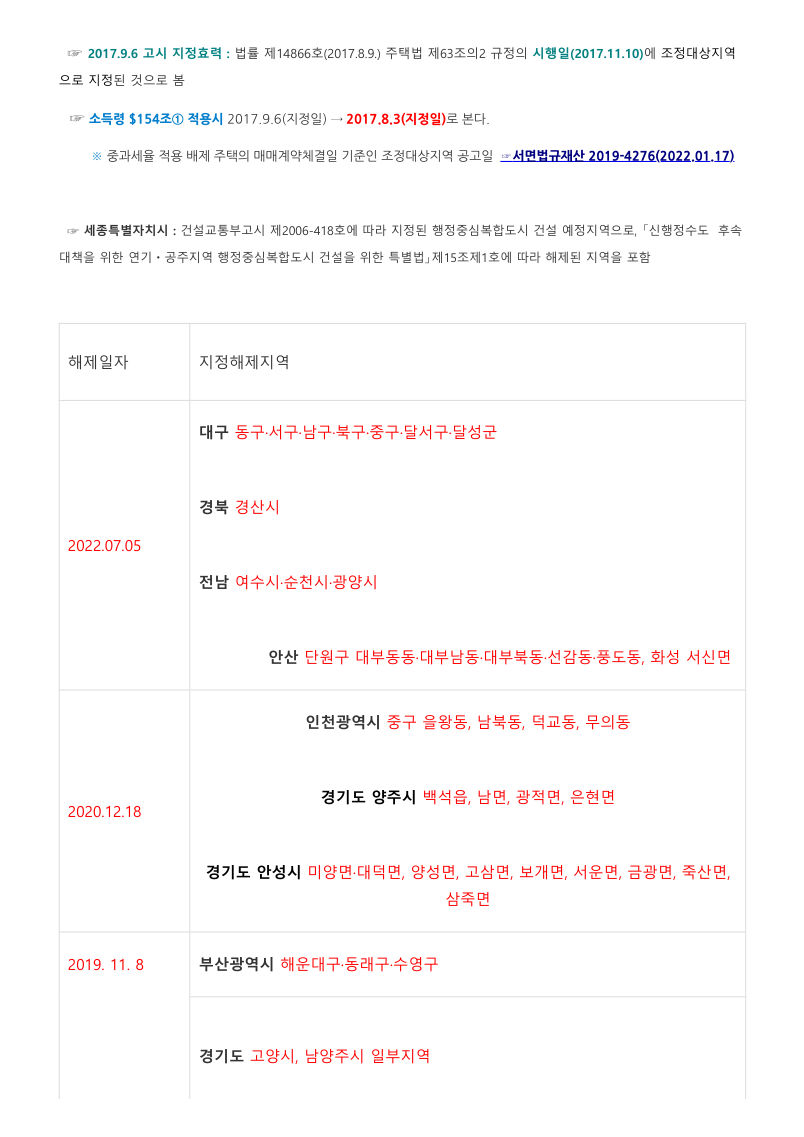 ☞ 2017.9.6 고시 지정효력 : 법률 제14866호(2017.8.9.) 주택법 제63조의2 규정의 시행일(2017.11.10)에 조정대상지역
으로 지정된 것으로 봄
☞ 소득령 $154조① 적용시 2017.9.6(지정일) → 2017.8.3(지정일)로 본다.
※ 중과세율 적용 배제 주택의 매매계약체결일 기준인 조정대상지역 공고일 ☞서면법규재산 2019-4276(2022.01.17)
☞ 세종특별자치시 : 건설교통부고시 제2006-418호에 따라 지정된 행정중심복합도시 건설 예정지역으로, 「신행정수도 후속
대책을 위한 연기・공주지역 행정중심복합도시 건설을 위한 특별법」제15조제1호에 따라 해제된 지역을 포함
해제일자 지정해제지역
대구 동구·서구·남구·북구·중구·달서구·달성군
경북 경산시
2022.07.05
전남 여수시·순천시·광양시
안산 단원구 대부동동·대부남동·대부북동·선감동·풍도동, 화성 서신면
인천광역시 중구 을왕동, 남북동, 덕교동, 무의동
경기도 양주시 백석읍, 남면, 광적면, 은현면
2020.12.18
경기도 안성시 미양면·대덕면, 양성면, 고삼면, 보개면, 서운면, 금광면, 죽산면,
삼죽면
2019. 11. 8 부산광역시 해운대구·동래구·수영구
경기도 고양시, 남양주시 일부지역